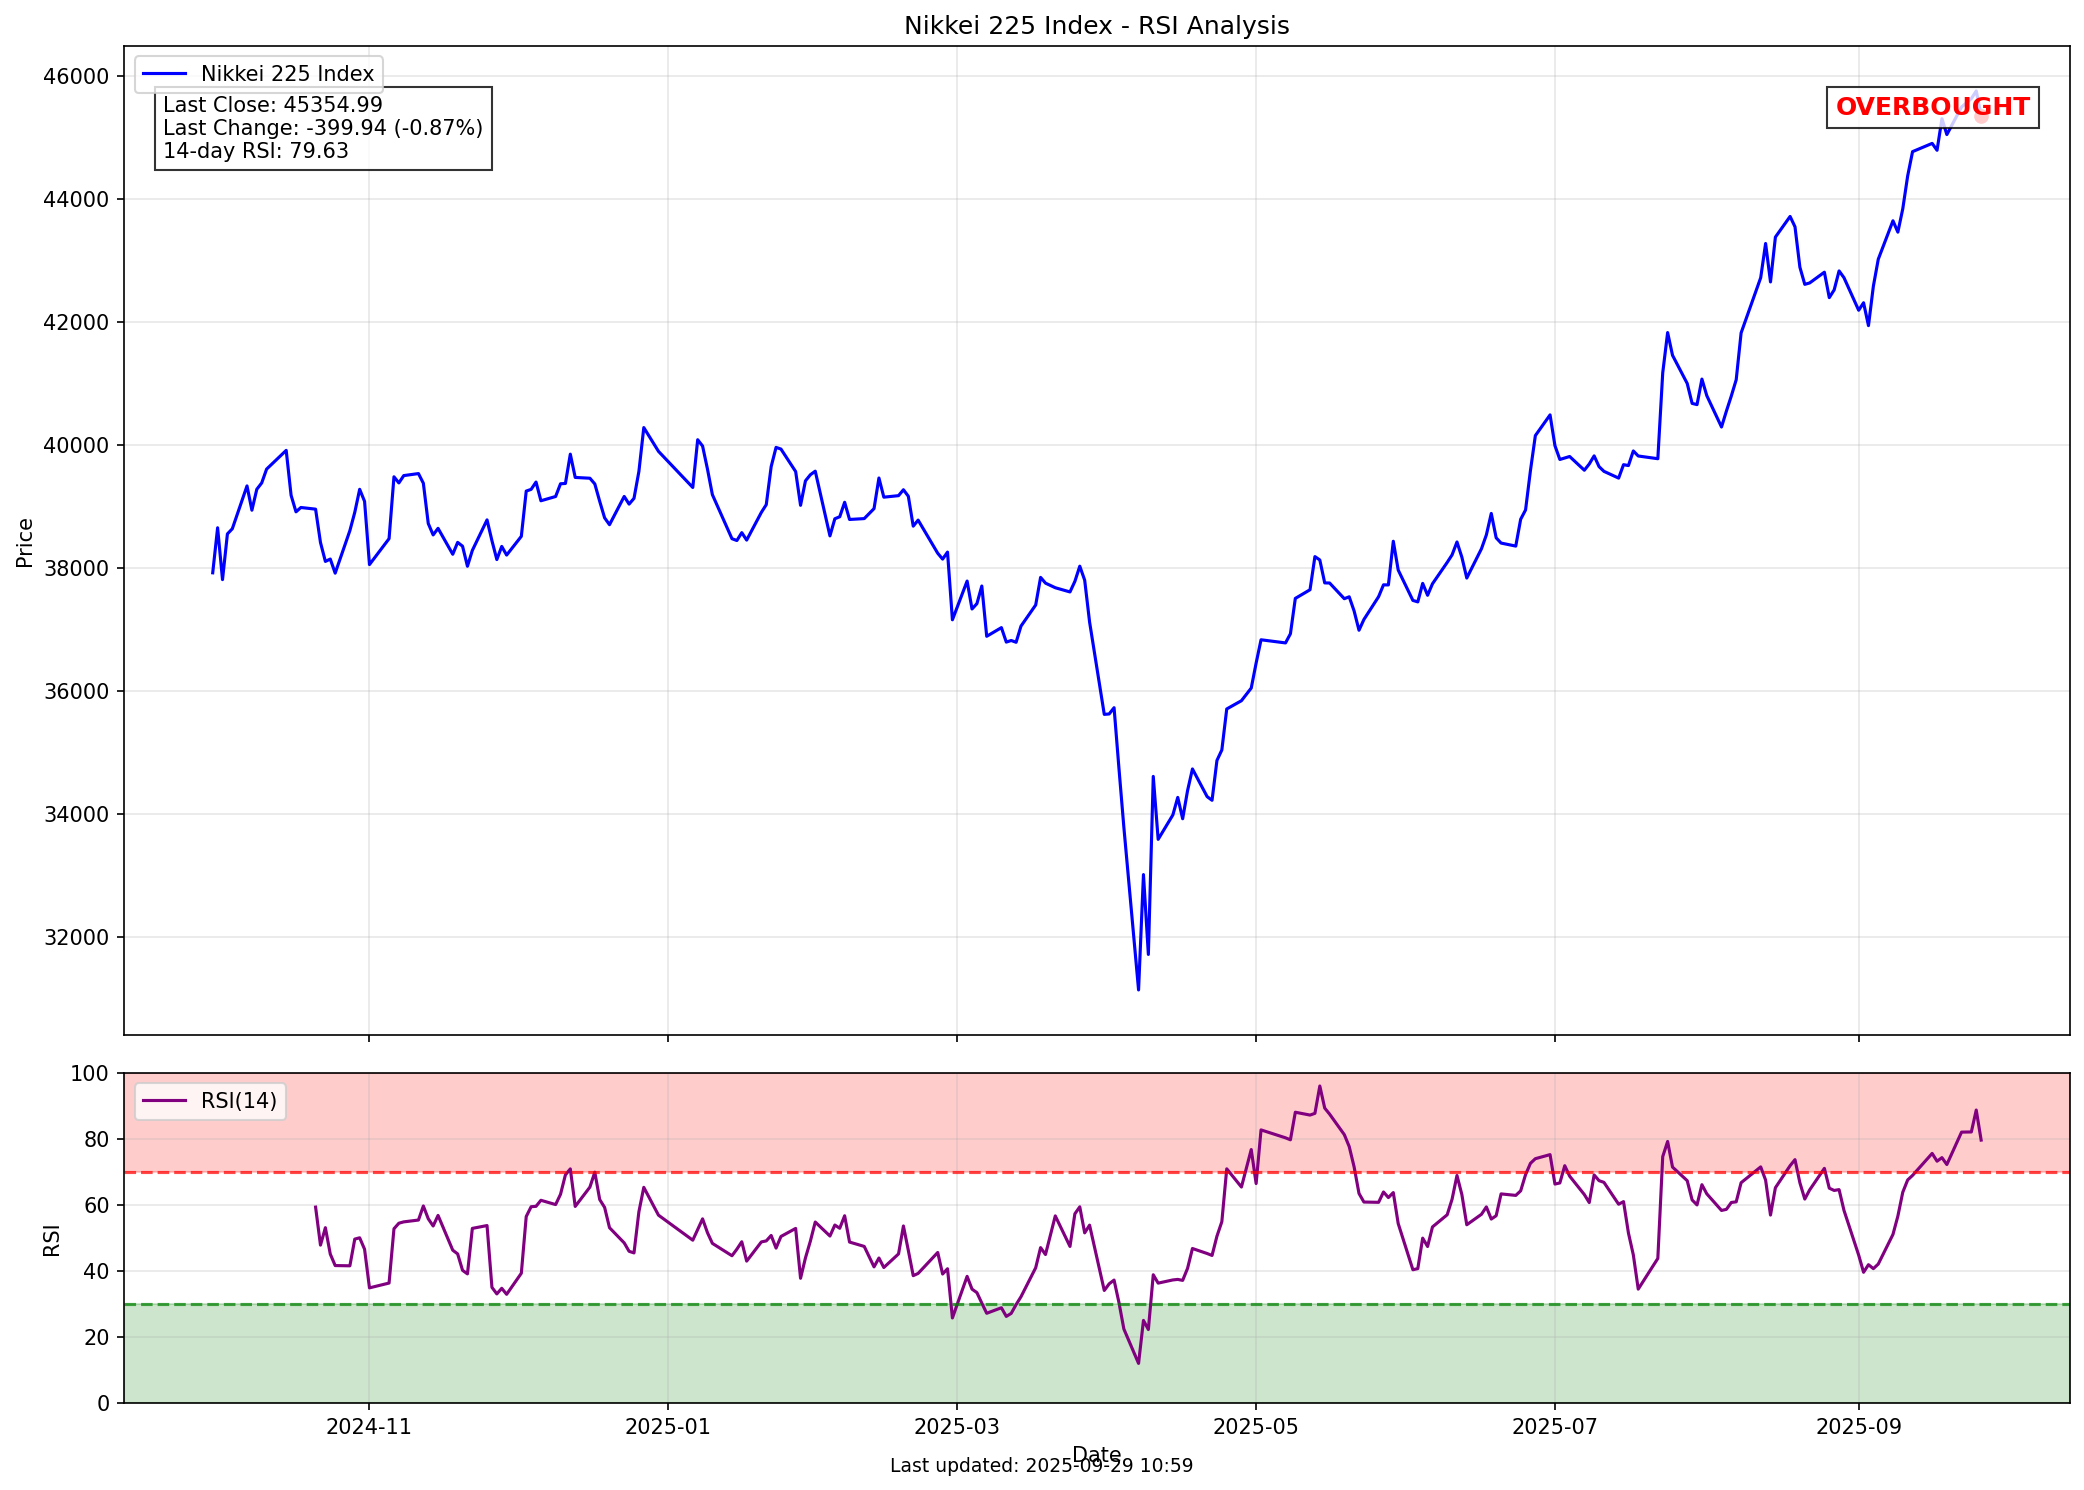 Nikkei 225 Index - RSI Analysis
Nikkei 225 Index
Last Close: 45354.99
Last Change: -399.94 (-0.87%)
14-day RSI: 79.63
OVERBOUGHT
Price
46000
44000
42000
40000
38000
36000
34000
32000
RSI(14)
RSI
100
80
60
40
20
0
2024-11
2025-01
2025-03
2025-05
2025-07
2025-09
Date
Last updated: 2025-09-29 10:59